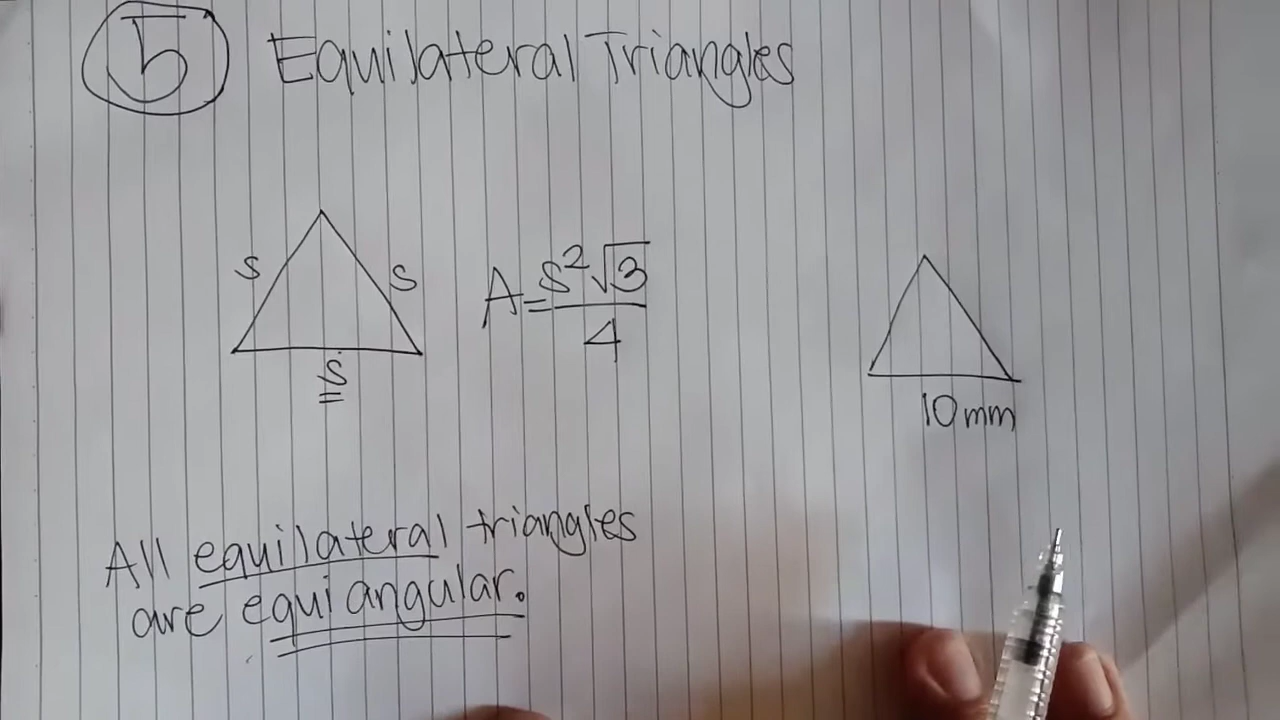 5 Equilateral Triangles
s
s
s
A = s²√3 / 4
10 mm
All equilateral triangles
are equiangular.